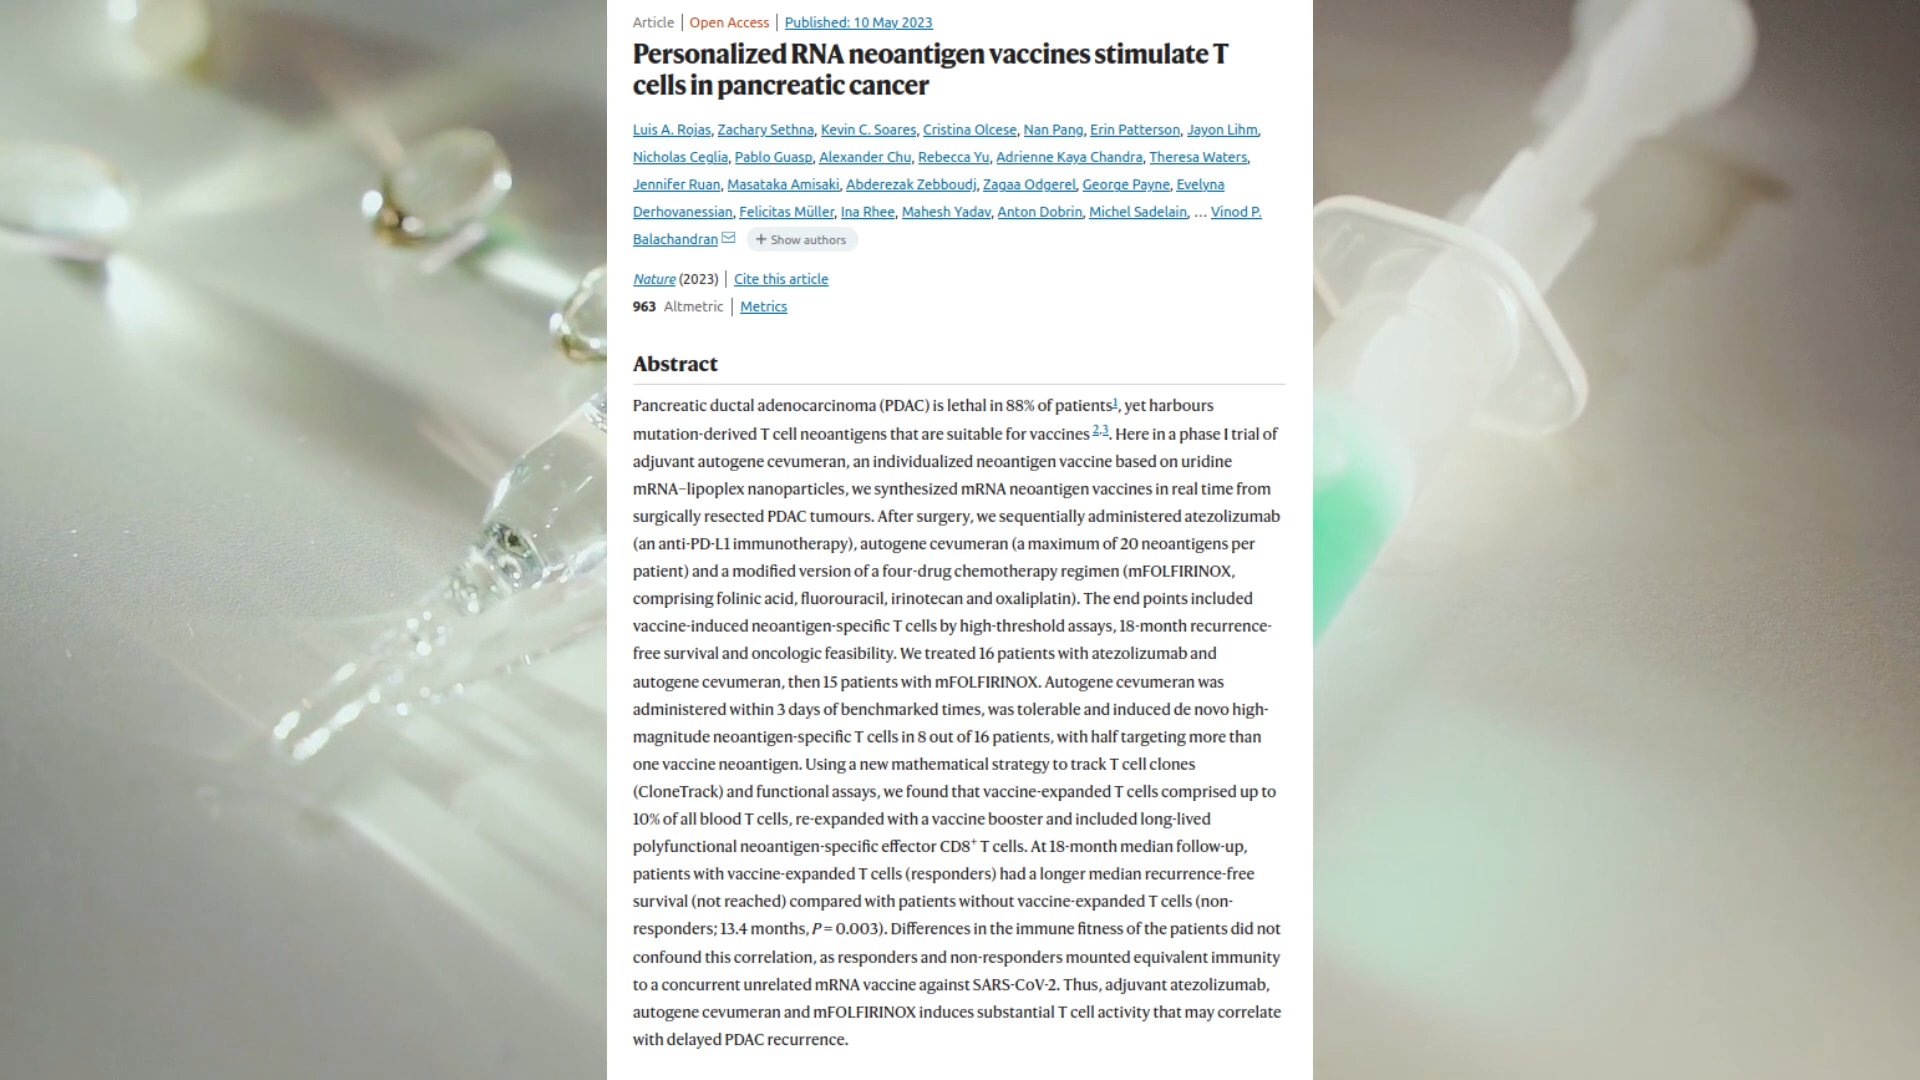 Article | Open Access | Published: 10 May 2023
Personalized RNA neoantigen vaccines stimulate T
cells in pancreatic cancer
Luis A. Rojas, Zachary Sethna, Kevin C. Soares, Cristina Olcese, Nan Pang, Erin Patterson, Jayon Lihm,
Nicholas Ceglia, Pablo Guasp, Alexander Chu, Rebecca Yu, Adrienne Kaya Chandra, Theresa Waters,
Jennifer Ruan, Masataka Amisaki, Abderezak Zebboudj, Zagaa Odgerel, George Payne, Evelyna
Derhovanessian, Felicitas Müller, Ina Rhee, Mahesh Yadav, Anton Dobrin, Michel Sadelain, … Vinod P.
Balachandran + Show authors
Nature (2023) | Cite this article
963 Altmetric | Metrics
Abstract
Pancreatic ductal adenocarcinoma (PDAC) is lethal in 88% of patients1, yet harbours
mutation-derived T cell neoantigens that are suitable for vaccines 2,3. Here in a phase I trial of
adjuvant autogene cevumeran, an individualized neoantigen vaccine based on uridine
mRNA–lipoplex nanoparticles, we synthesized mRNA neoantigen vaccines in real time from
surgically resected PDAC tumours. After surgery, we sequentially administered atezolizumab
(an anti-PD-L1 immunotherapy), autogene cevumeran (a maximum of 20 neoantigens per
patient) and a modified version of a four-drug chemotherapy regimen (mFOLFIRINOX,
comprising folinic acid, fluorouracil, irinotecan and oxaliplatin). The end points included
vaccine-induced neoantigen-specific T cells by high-threshold assays, 18-month recurrence-
free survival and oncologic feasibility. We treated 16 patients with atezolizumab and
autogene cevumeran, then 15 patients with mFOLFIRINOX. Autogene cevumeran was
administered within 3 days of benchmarked times, was tolerable and induced de novo high-
magnitude neoantigen-specific T cells in 8 out of 16 patients, with half targeting more than
one vaccine neoantigen. Using a new mathematical strategy to track T cell clones
(CloneTrack) and functional assays, we found that vaccine-expanded T cells comprised up to
10% of all blood T cells, re-expanded with a vaccine booster and included long-lived
polyfunctional neoantigen-specific effector CD8+ T cells. At 18-month median follow-up,
patients with vaccine-expanded T cells (responders) had a longer median recurrence-free
survival (not reached) compared with patients without vaccine-expanded T cells (non-
responders; 13.4 months, P = 0.003). Differences in the immune fitness of the patients did not
confound this correlation, as responders and non-responders mounted equivalent immunity
to a concurrent unrelated mRNA vaccine against SARS-CoV-2. Thus, adjuvant atezolizumab,
autogene cevumeran and mFOLFIRINOX induces substantial T cell activity that may correlate
with delayed PDAC recurrence.